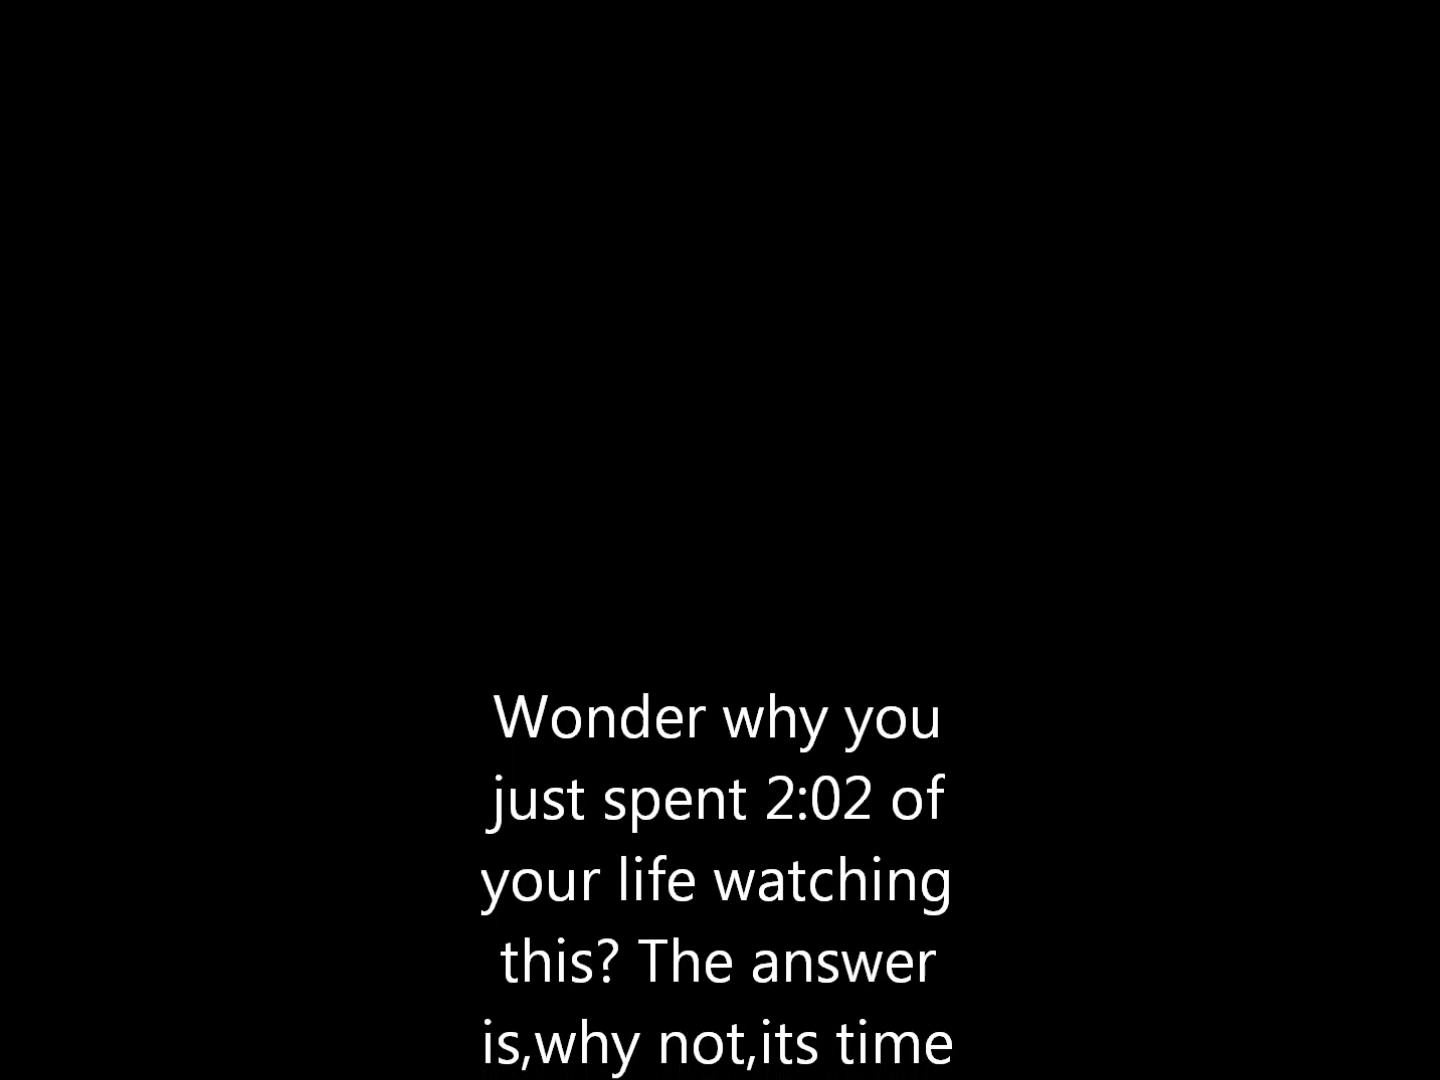 Wonder why you
just spent 2:02 of
your life watching
this? The answer
is,why not,its time